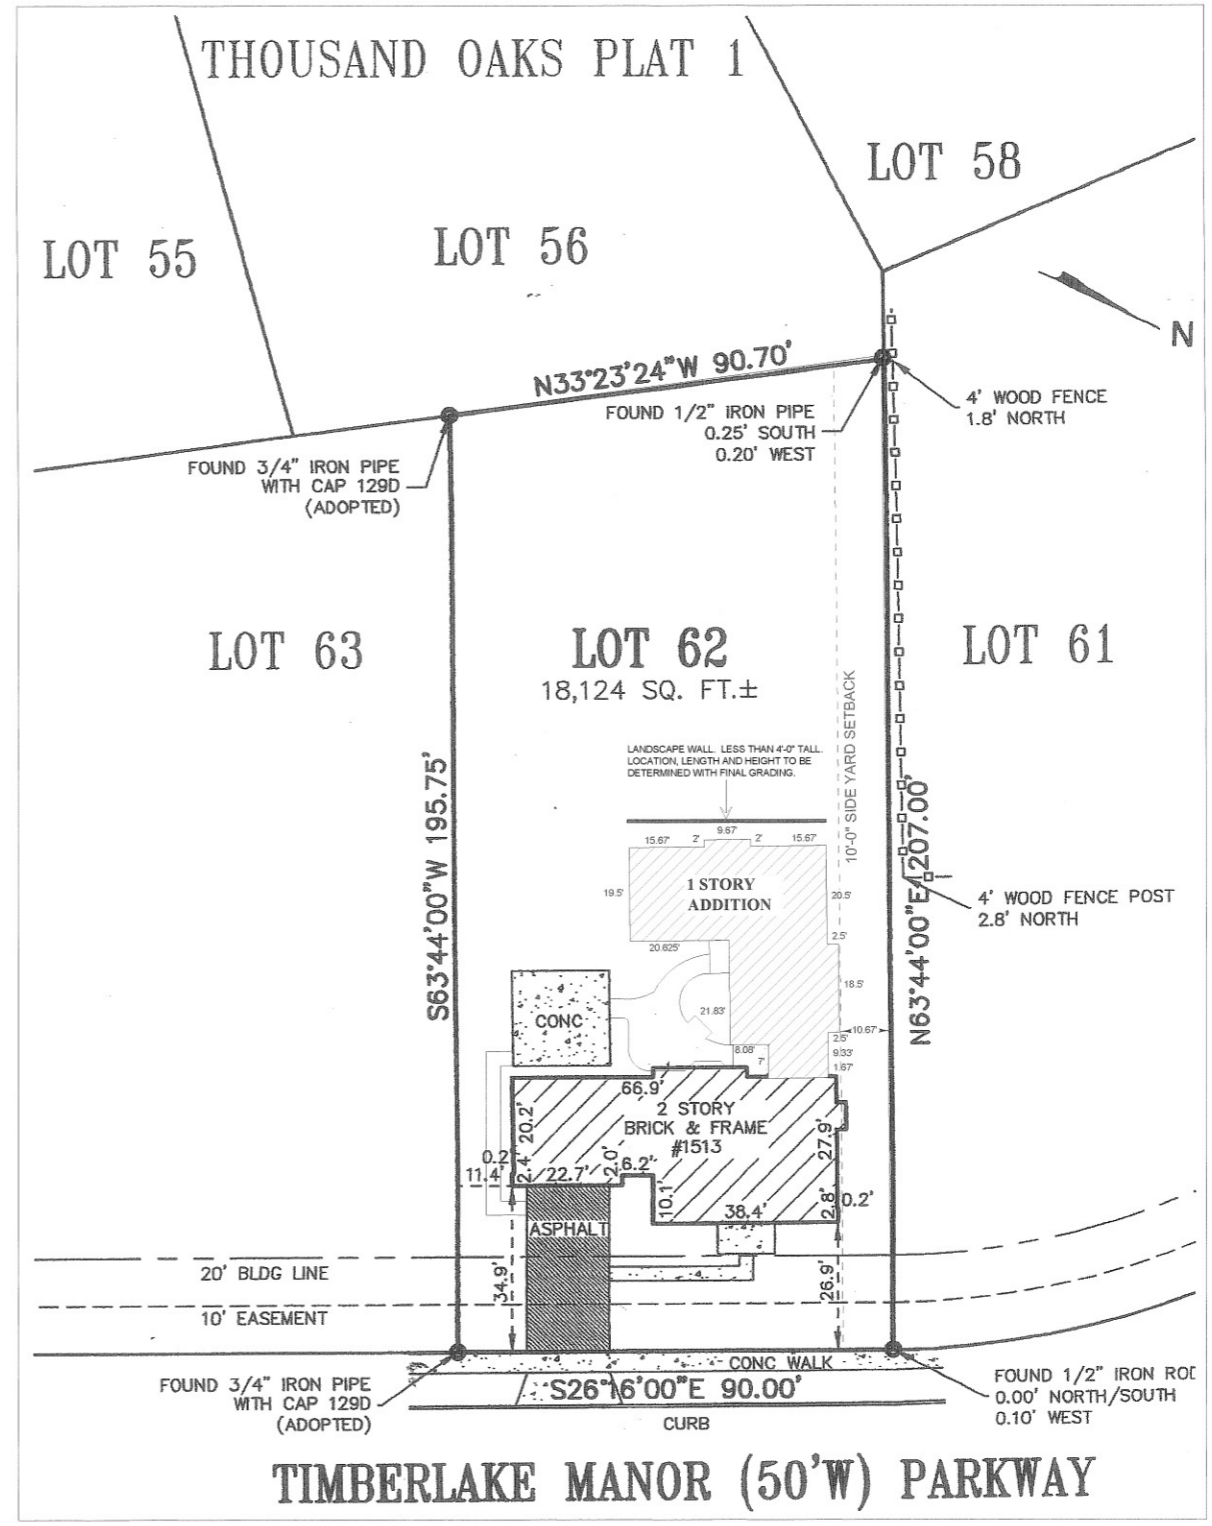 THOUSAND OAKS PLAT 1
LOT 58
LOT 55
LOT 56
N
N33°23'24"W 90.70'
FOUND 1/2" IRON PIPE
0.25' SOUTH
0.20' WEST
4' WOOD FENCE
1.8' NORTH
FOUND 3/4" IRON PIPE
WITH CAP 129D
(ADOPTED)
LOT 63
LOT 62
18,124 SQ. FT.±
LOT 61
10'-0" SIDE YARD SETBACK
LANDSCAPE WALL. LESS THAN 4'-0" TALL.
LOCATION, LENGTH AND HEIGHT TO BE
DETERMINED WITH FINAL GRADING.
S63°44'00"W 195.75'
N63°44'00"E 207.00'
9.67'
15.67'
2'
2'
15.67'
1 STORY
ADDITION
19.5'
20.5'
4' WOOD FENCE POST
2.8' NORTH
2.5'
20.625'
18.5'
21.83'
CONC
10.67'
2.5'
8.08'
7'
9.33'
1.67'
66.9'
2 STORY
BRICK & FRAME
#1513
20.2'
27.9'
0.2'
11.4'
2.4'
22.7'
2.0'
6.2'
10.1'
38.4'
2.8'
0.2'
ASPHALT
34.9'
26.9'
20' BLDG LINE
10' EASEMENT
CONC WALK
S26°16'00"E 90.00'
CURB
FOUND 3/4" IRON PIPE
WITH CAP 129D
(ADOPTED)
FOUND 1/2" IRON ROD
0.00' NORTH/SOUTH
0.10' WEST
TIMBERLAKE MANOR (50'W) PARKWAY